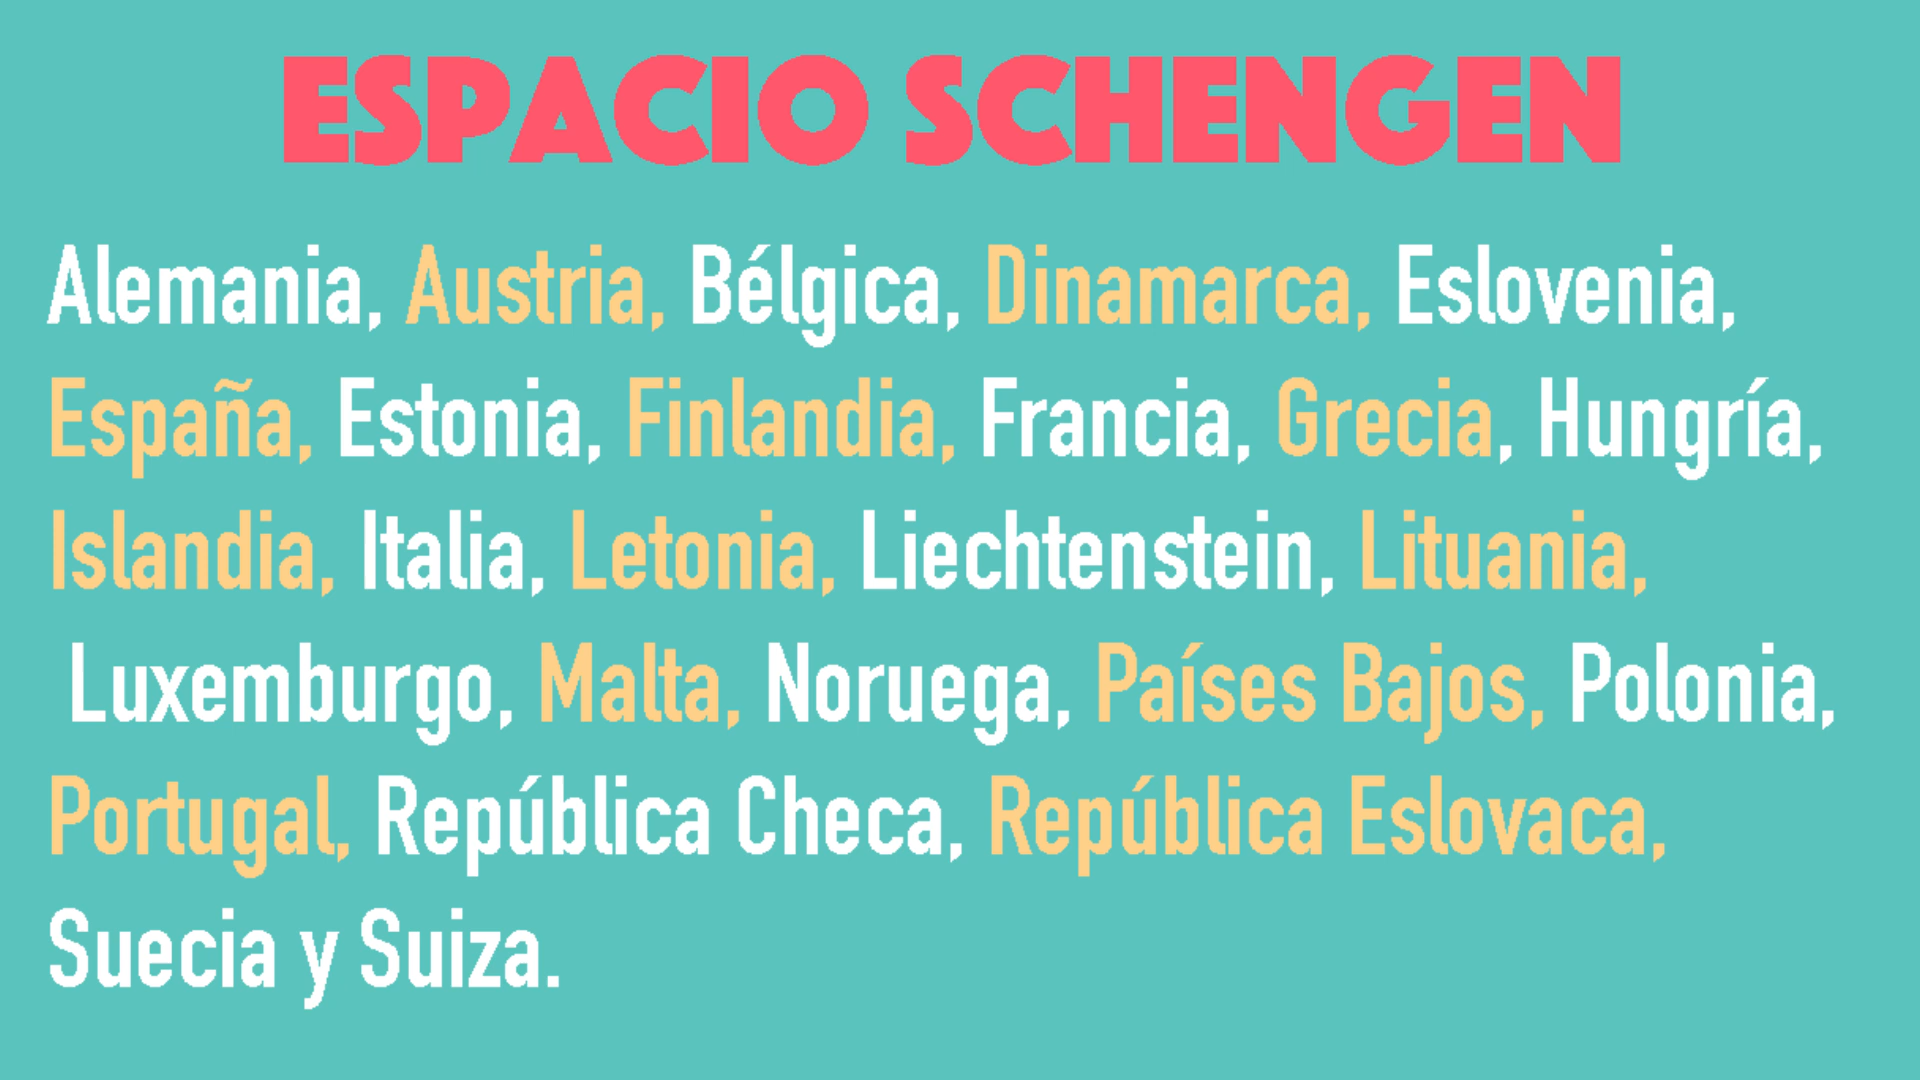 ESPACIO SCHENGEN
Alemania, Austria, Bélgica, Dinamarca, Eslovenia,
España, Estonia, Finlandia, Francia, Grecia, Hungría,
Islandia, Italia, Letonia, Liechtenstein, Lituania,
Luxemburgo, Malta, Noruega, Países Bajos, Polonia,
Portugal, República Checa, República Eslovaca,
Suecia y Suiza.